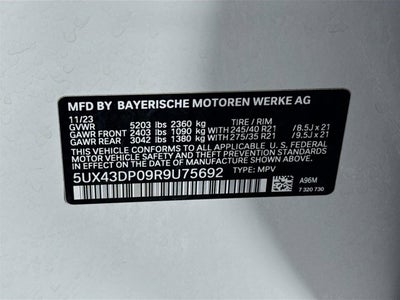 MFD BY BAYERISCHE MOTOREN WERKE AG
11/23 TIRE / RIM
GVWR 5203 lbs 2360 kg
GAWR FRONT 2403 lbs 1090 kg WITH 245/40 R21 /8.5J x 21
GAWR REAR 3042 lbs 1380 kg WITH 275/35 R21 /9.5J x 21
THIS VEHICLE CONFORMS TO ALL APPLICABLE U. S. FEDERAL
MOTOR VEHICLE SAFETY AND THEFT PREVENTION STANDARDS
IN EFFECT ON THE DATE OF MANUFACTURE SHOWN ABOVE.
5UX43DP09R9U75692
TYPE: MPV
A96M
7 320 730